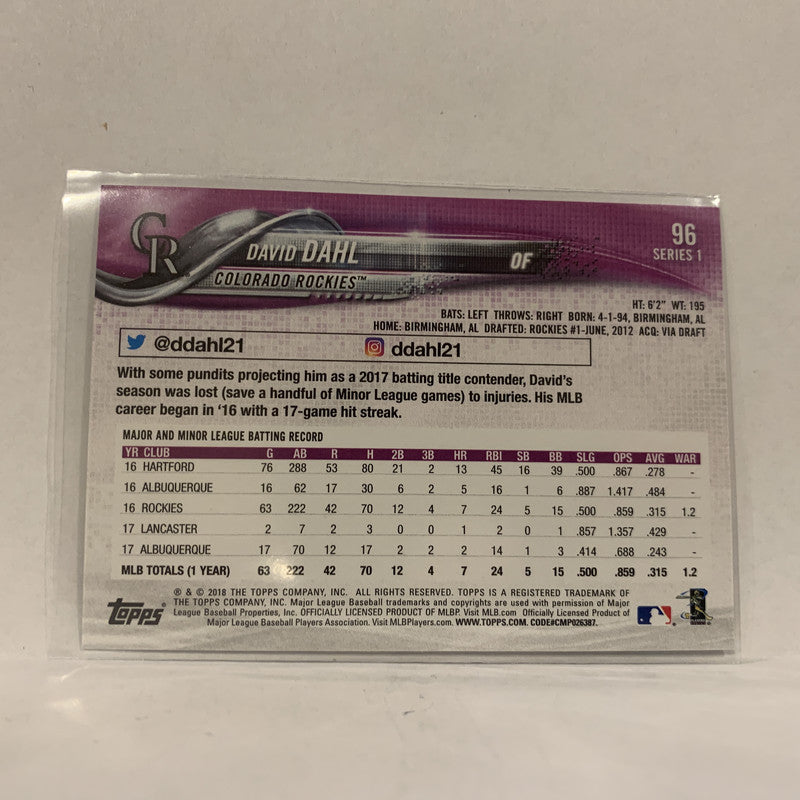 CR
DAVID DAHL
OF
COLORADO ROCKIES™
96
SERIES 1
HT: 6'2" WT: 195
BATS: LEFT THROWS: RIGHT BORN: 4-1-94, BIRMINGHAM, AL
HOME: BIRMINGHAM, AL DRAFTED: ROCKIES #1-JUNE, 2012 ACQ: VIA DRAFT
@ddahl21 ddahl21
With some pundits projecting him as a 2017 batting title contender, David's
season was lost (save a handful of Minor League games) to injuries. His MLB
career began in '16 with a 17-game hit streak.
MAJOR AND MINOR LEAGUE BATTING RECORD
YR CLUB G AB R H 2B 3B HR RBI SB BB SLG OPS AVG WAR
16 HARTFORD 76 288 53 80 21 2 13 45 16 39 .500 .867 .278 -
16 ALBUQUERQUE 16 62 17 30 6 2 5 16 1 6 .887 1.417 .484 -
16 ROCKIES 63 222 42 70 12 4 7 24 5 15 .500 .859 .315 1.2
17 LANCASTER 2 7 2 3 0 0 1 2 0 1 .857 1.357 .429 -
17 ALBUQUERQUE 17 70 12 17 2 2 2 14 1 3 .414 .688 .243 -
MLB TOTALS (1 YEAR) 63 222 42 70 12 4 7 24 5 15 .500 .859 .315 1.2
® & © 2018 THE TOPPS COMPANY, INC. ALL RIGHTS RESERVED. TOPPS IS A REGISTERED TRADEMARK OF
THE TOPPS COMPANY, INC. Major League Baseball trademarks and copyrights are used with permission of Major
League Baseball Properties, Inc. OFFICIALLY LICENSED PRODUCT OF MLBP. Visit MLB.com Officially Licensed Product of
Major League Baseball Players Association. Visit MLBPlayers.com. WWW.TOPPS.COM. CODE#CMP026387.
TOPPS